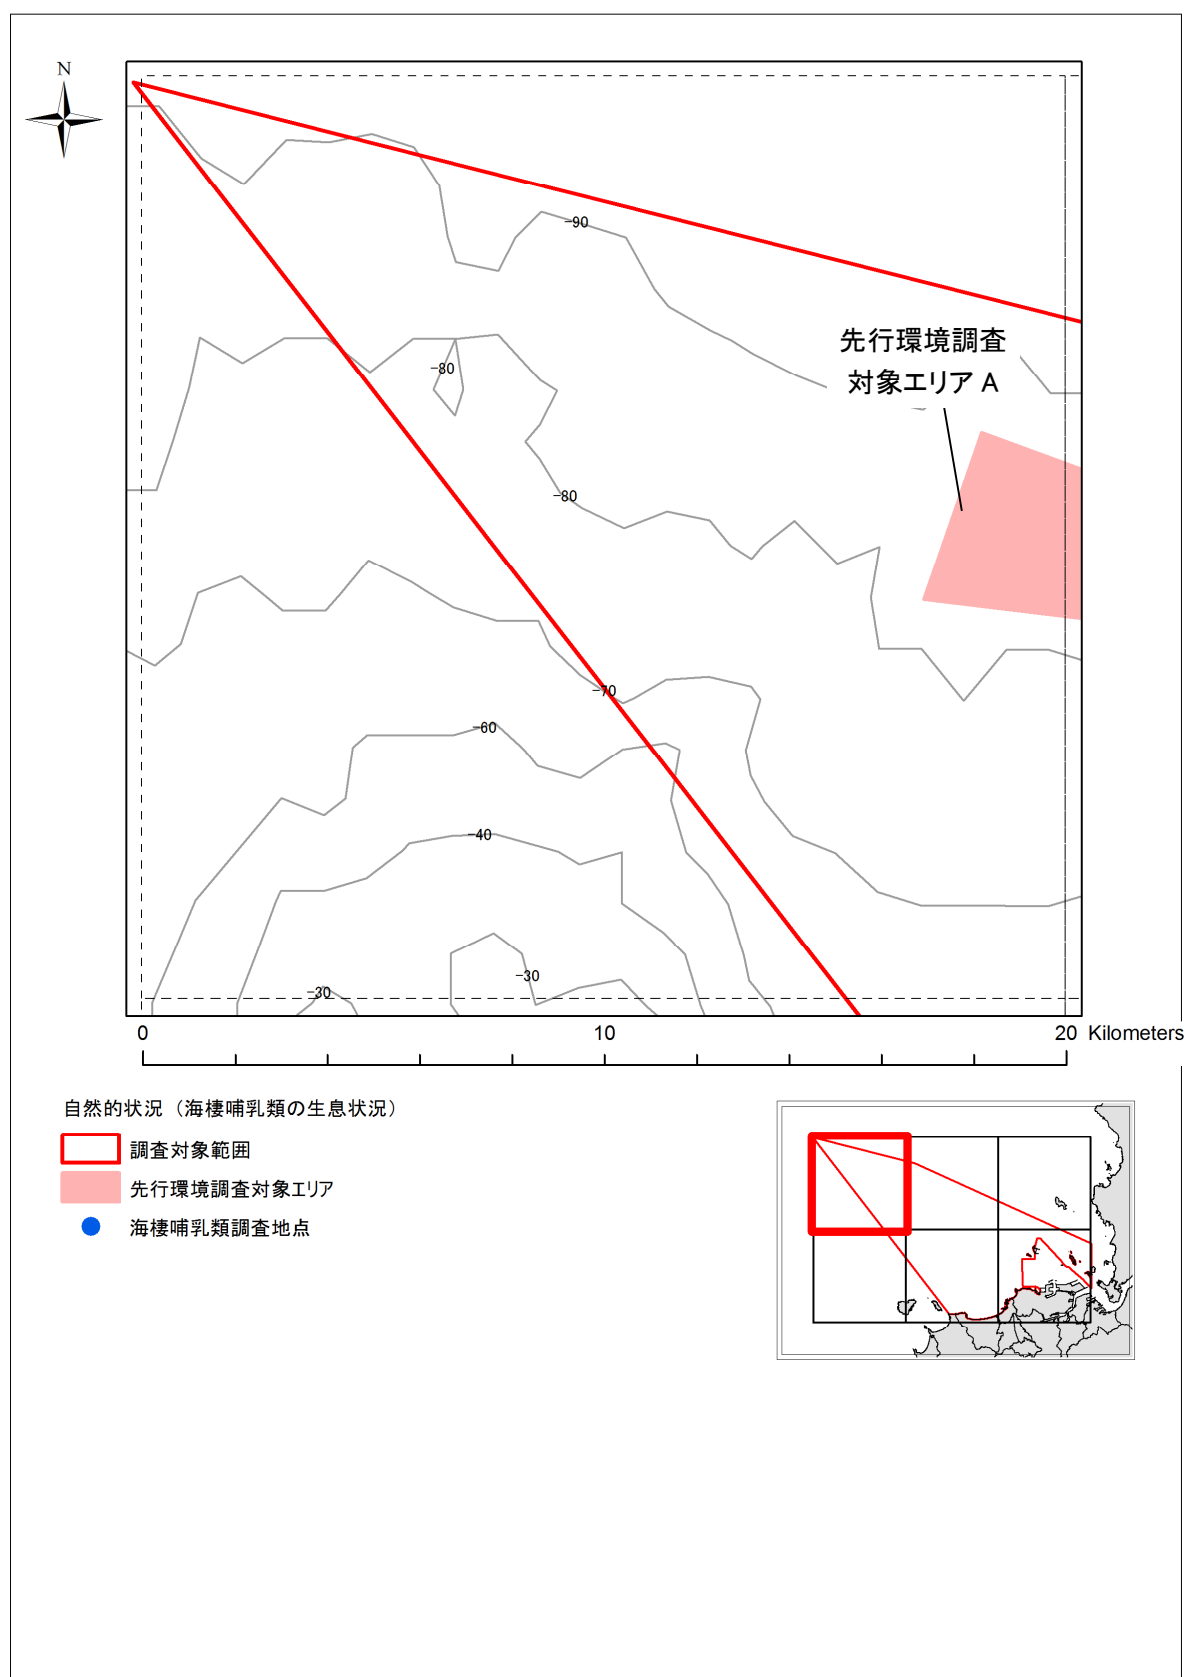 N
-90
先行環境調査
対象エリア A
-80
-80
-70
-60
-40
-30
-30
0 10 20 Kilometers
自然的状況（海棲哺乳類の生息状況）
調査対象範囲
先行環境調査対象エリア
海棲哺乳類調査地点